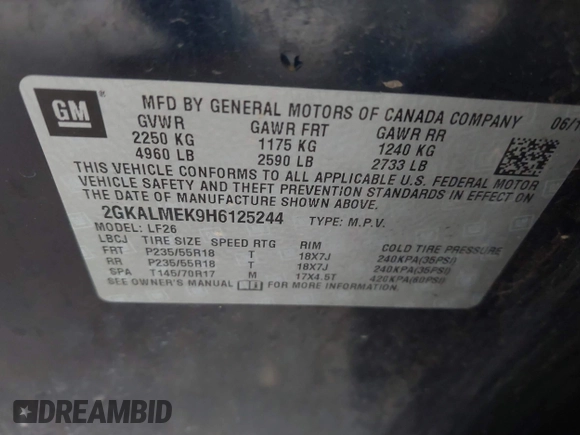 GM
MFD BY GENERAL MOTORS OF CANADA COMPANY
GVWR GAWR FRT GAWR RR
2250 KG 1175 KG 1240 KG
4960 LB 2590 LB 2733 LB
THIS VEHICLE CONFORMS TO ALL APPLICABLE U.S. FEDERAL MOTOR
VEHICLE SAFETY AND THEFT PREVENTION STANDARDS IN EFFECT ON
THE DATE OF MANUFACTURE SHOWN ABOVE.
2GKALMEK9H6125244 TYPE: M.P.V.
MODEL: LF26
LBCJ TIRE SIZE SPEED RTG RIM COLD TIRE PRESSURE
FRT P235/55R18 T 18X7J 240KPA(35PSI)
RR P235/55R18 T 18X7J 240KPA(35PSI)
SPA T145/70R17 M 17X4.5T 420KPA(60PSI)
SEE OWNER'S MANUAL FOR MORE INFORMATION.
DREAMBID